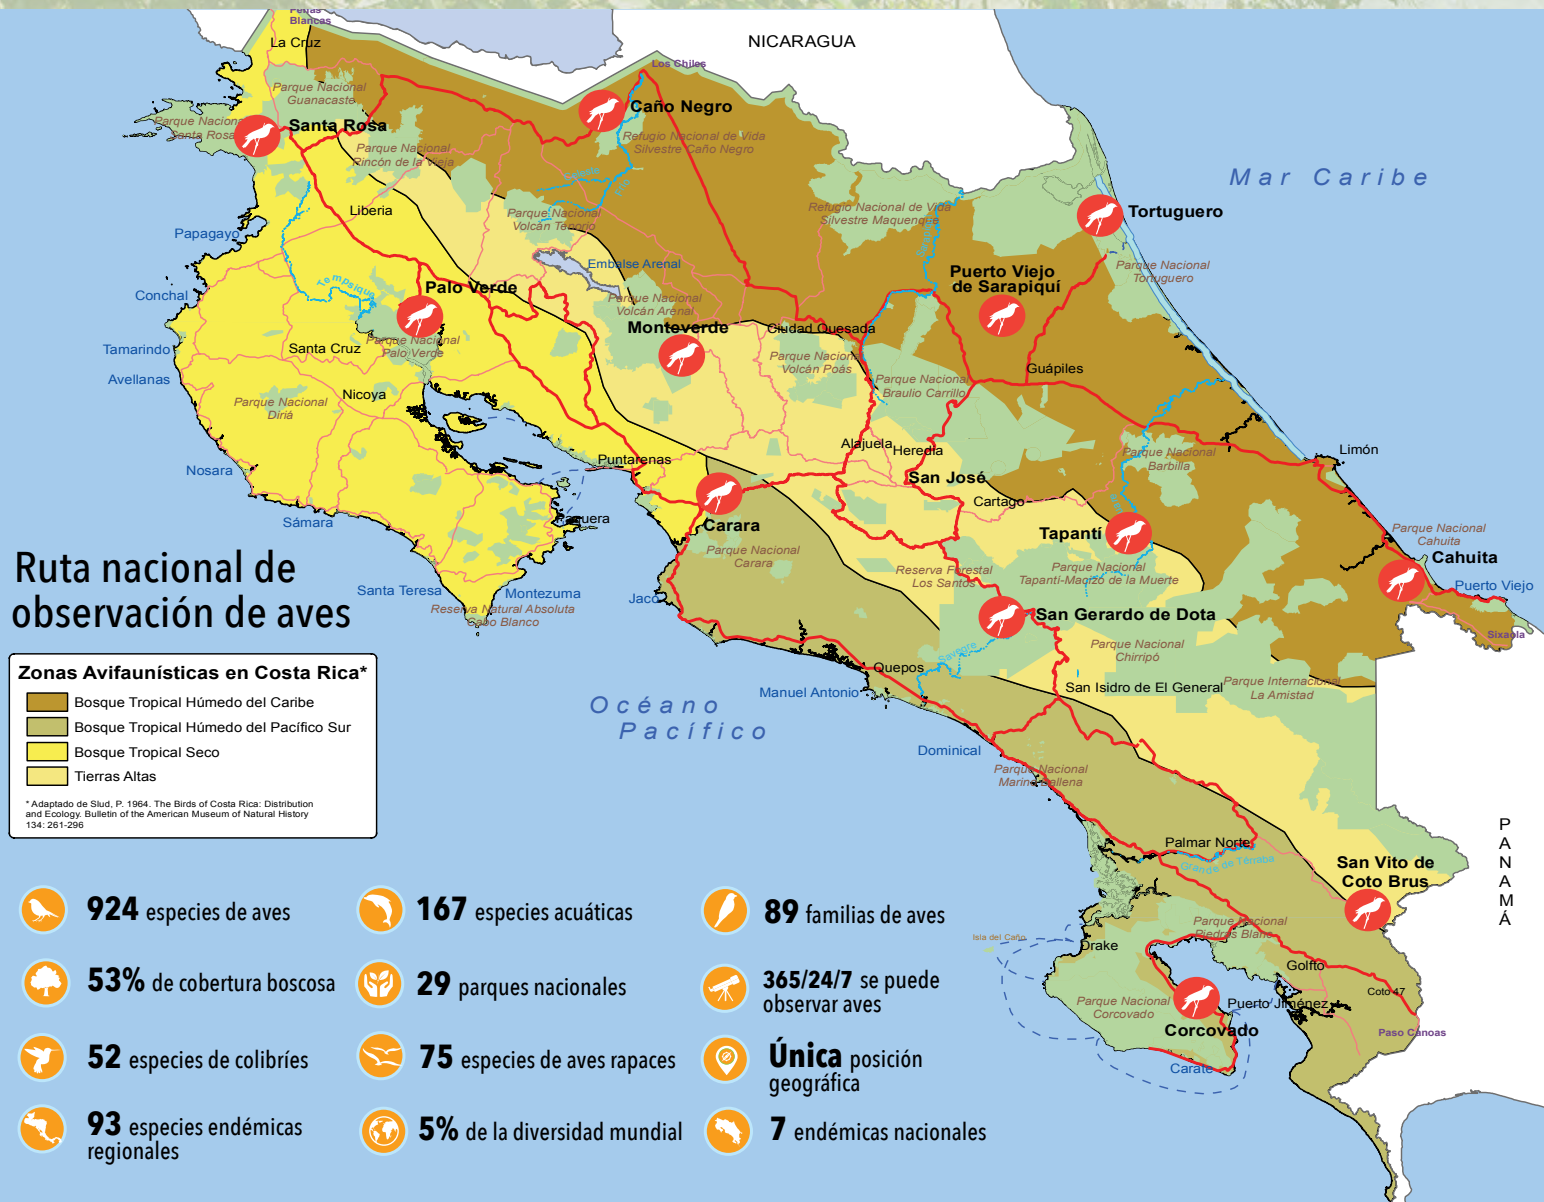 Peñas
Blancas
La Cruz
NICARAGUA
Los Chiles
Parque Nacional
Guanacaste
Caño Negro
Parque Nacional
Santa Rosa
Santa Rosa
Refugio Nacional de Vida
Silvestre Caño Negro
Parque Nacional
Rincón de la Vieja
Mar Caribe
Liberia
Parque Nacional
Volcán Tenorio
Refugio Nacional de Vida
Silvestre Maquenque
Tortuguero
Papagayo
Embalse Arenal
Puerto Viejo
de Sarapiquí
Parque Nacional
Tortuguero
Tempisque
Palo Verde
Conchal
Parque Nacional
Volcán Arenal
Monteverde
Ciudad Quesada
Tamarindo
Santa Cruz
Parque Nacional
Palo Verde
Parque Nacional
Volcán Poás
Avellanas
Guápiles
Parque Nacional
Braulio Carrillo
Nicoya
Parque Nacional
Diriá
Alajuela
Heredia
Limón
Nosara
Puntarenas
Parque Nacional
Barbilla
San José
Cartago
Sámara
Paquera
Carara
Tapantí
Parque Nacional
Cahuita
Cahuita
Parque Nacional
Carara
Reserva Forestal
Los Santos
Parque Nacional
Tapantí-Macizo de la Muerte
Puerto Viejo
Ruta nacional de
observación de aves
Santa Teresa
Montezuma
Reserva Natural Absoluta
Cabo Blanco
Jacó
San Gerardo de Dota
Sixaola
Parque Nacional
Chirripó
Savegre
Quepos
Manuel Antonio
San Isidro de El General
Parque Internacional
La Amistad
Océano
Pacífico
Dominical
Parque Nacional
Marino Ballena
Zonas Avifaunísticas en Costa Rica*
Bosque Tropical Húmedo del Caribe
Bosque Tropical Húmedo del Pacífico Sur
Bosque Tropical Seco
Tierras Altas
* Adaptado de Slud, P. 1964. The Birds of Costa Rica: Distribution
and Ecology. Bulletin of the American Museum of Natural History
134: 261-296
PANAMÁ
Palmar Norte
Grande de Térraba
San Vito de
Coto Brus
Parque Nacional
Piedras Blanc
Isla del Caño
Drake
Golfito
Coto 47
Parque Nacional
Corcovado
Puerto Jiménez
Corcovado
Paso Canoas
Carate
924 especies de aves
167 especies acuáticas
89 familias de aves
53% de cobertura boscosa
29 parques nacionales
365/24/7 se puede
observar aves
52 especies de colibríes
75 especies de aves rapaces
Única posición
geográfica
93 especies endémicas
regionales
5% de la diversidad mundial
7 endémicas nacionales